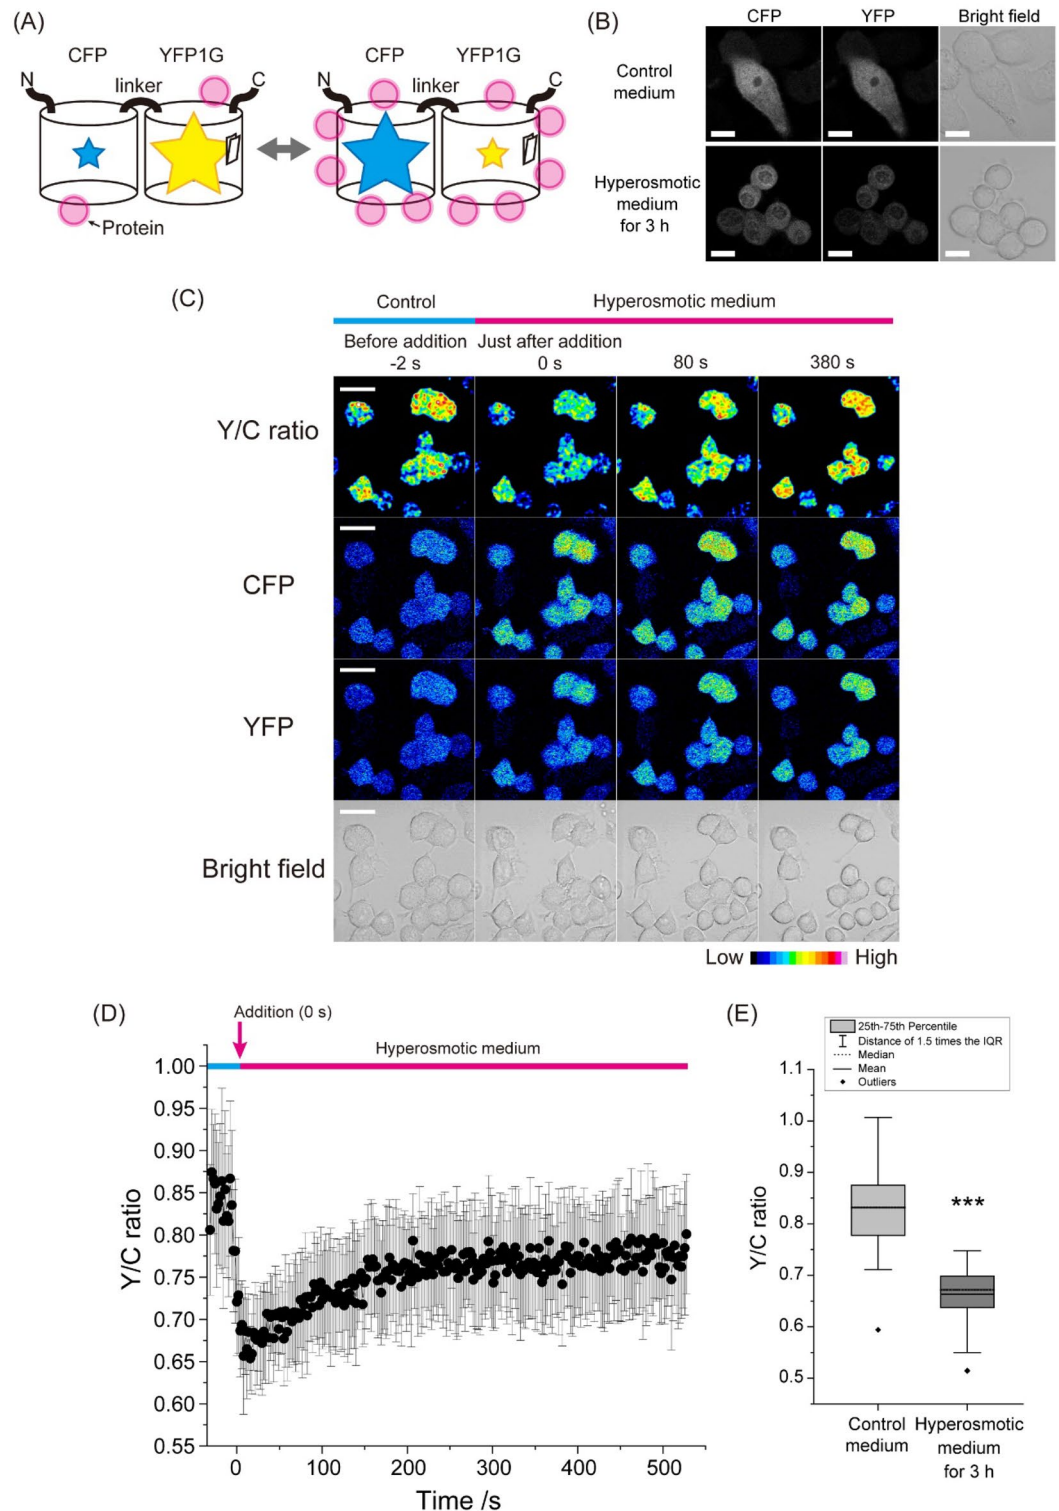 (A)
CFP
YFP1G
N
linker
C
Protein
CFP
YFP1G
N
linker
C
(B)
CFP
YFP
Bright field
Control
medium
Hyperosmotic
medium
for 3 h
(C)
Control
Hyperosmotic medium
Before addition
-2 s
Just after addition
0 s
80 s
380 s
Y/C ratio
CFP
YFP
Bright field
Low
High
(D)
Addition (0 s)
Hyperosmotic medium
1.00
0.95
0.90
0.85
0.80
0.75
0.70
0.65
0.60
0.55
Y/C ratio
0
100
200
300
400
500
Time /s
(E)
25th-75th Percentile
Distance of 1.5 times the IQR
Median
Mean
Outliers
1.1
1.0
0.9
0.8
0.7
0.6
0.5
Y/C ratio
***
Control
medium
Hyperosmotic
medium
for 3 h